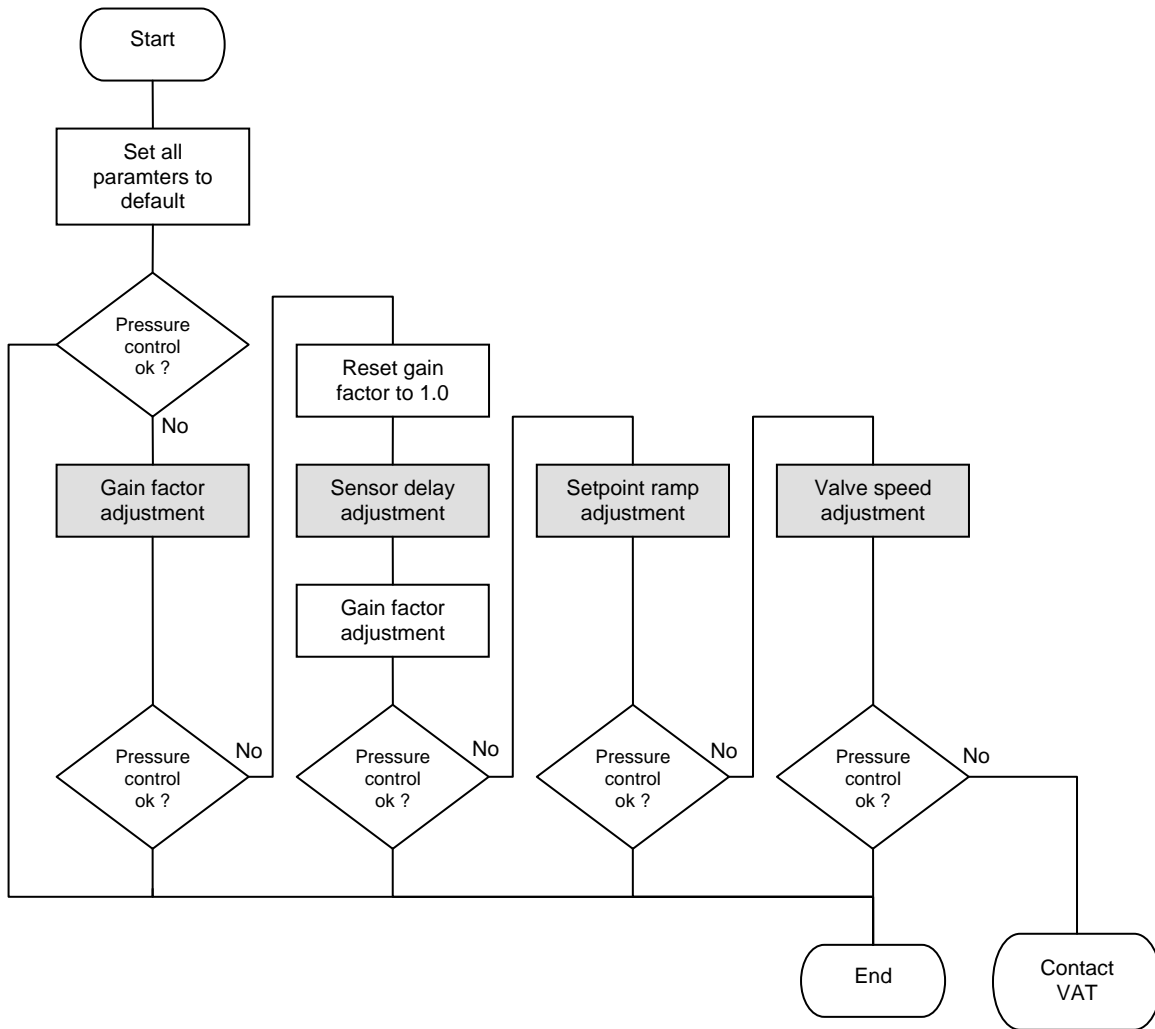 Start
Set all
paramters to
default
Pressure
control
ok ?
No
Gain factor
adjustment
Pressure
control
ok ?
No
Reset gain
factor to 1.0
Sensor delay
adjustment
Gain factor
adjustment
Pressure
control
ok ?
No
Setpoint ramp
adjustment
Pressure
control
ok ?
No
Valve speed
adjustment
Pressure
control
ok ?
No
End
Contact
VAT